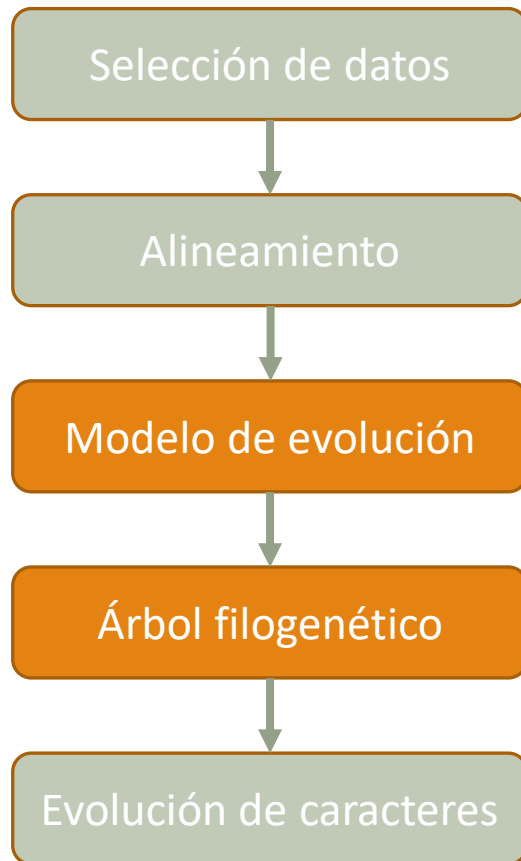 Selección de datos
Alineamiento
Modelo de evolución
Árbol filogenético
Evolución de caracteres